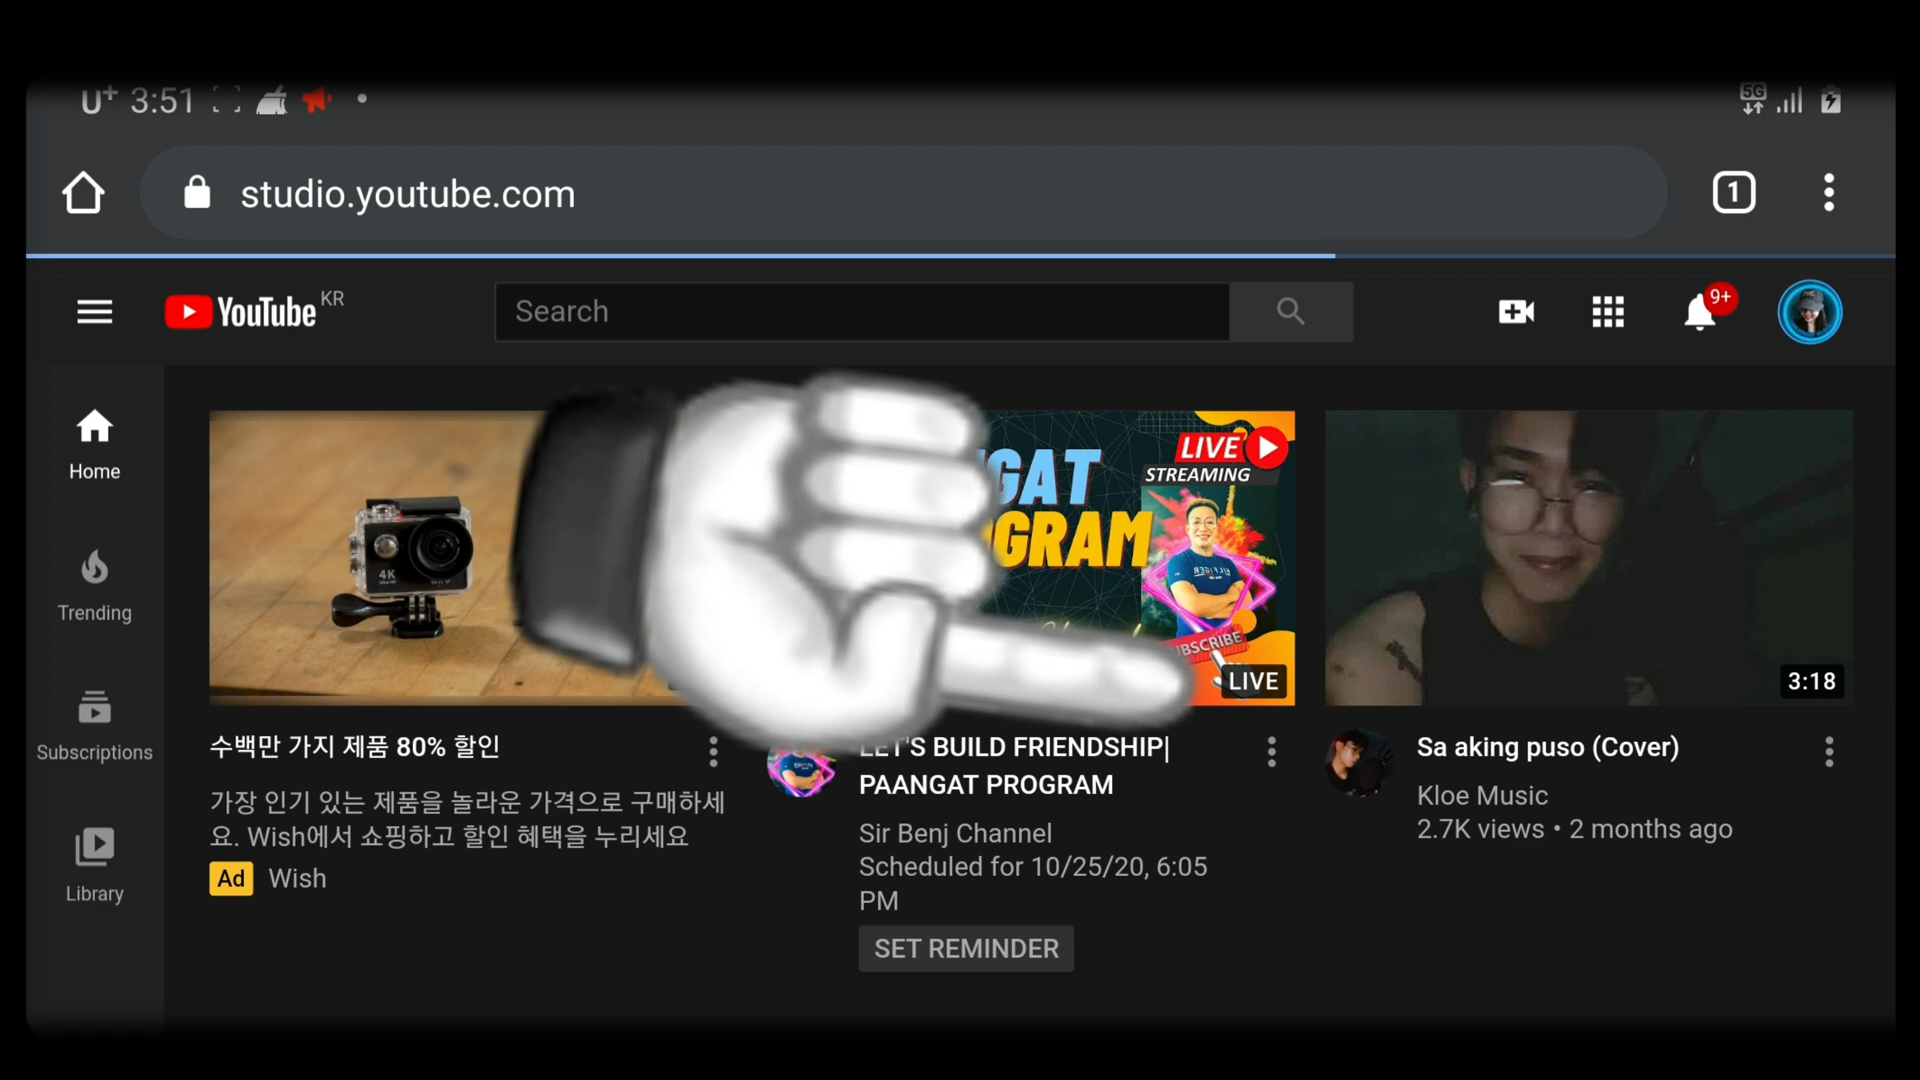 U+ 3:51
5G
studio.youtube.com
1
YouTube KR
Search
9+
Home
Trending
Subscriptions
Library
4K
수백만 가지 제품 80% 할인
가장 인기 있는 제품을 놀라운 가격으로 구매하세
요. Wish에서 쇼핑하고 할인 혜택을 누리세요
Ad Wish
LIVE
STREAMING
GAT
GRAM
LIVE
LET'S BUILD FRIENDSHIP|
PAANGAT PROGRAM
Sir Benj Channel
Scheduled for 10/25/20, 6:05
PM
SET REMINDER
3:18
Sa aking puso (Cover)
Kloe Music
2.7K views • 2 months ago